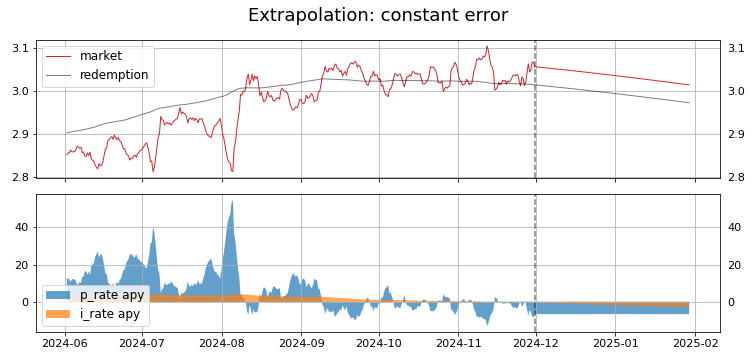 Extrapolation: constant error
3.1 3.1
market
redemption
3.0 3.0
2.9 2.9
2.8 2.8
40 40
20 20
p_rate apy
0 0
i_rate apy
2024-06 2024-07 2024-08 2024-09 2024-10 2024-11 2024-12 2025-01 2025-02